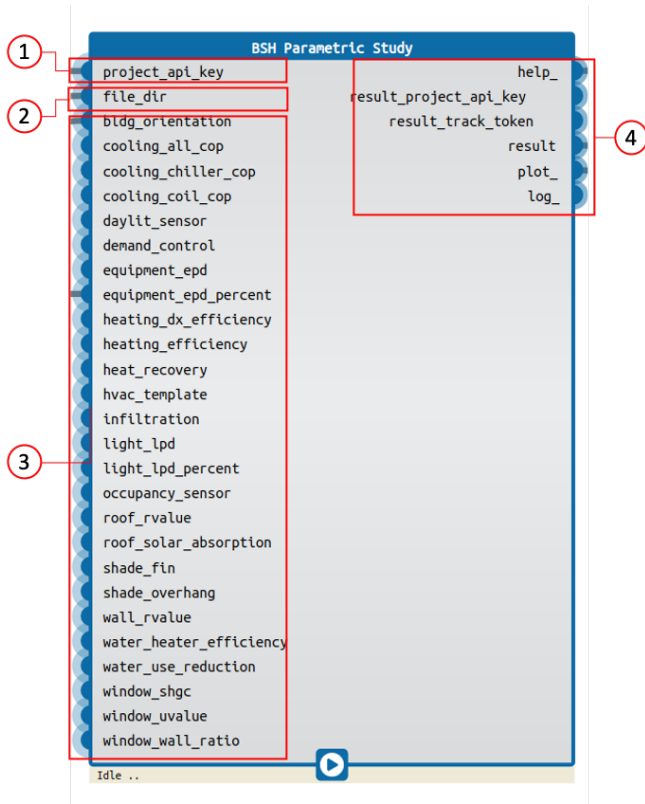 BSH Parametric Study
1
project_api_key
help_
2
file_dir
result_project_api_key
bldg_orientation
result_track_token
cooling_all_cop
result
4
cooling_chiller_cop
plot_
cooling_coil_cop
log_
daylit_sensor
demand_control
equipment_epd
equipment_epd_percent
heating_dx_efficiency
heating_efficiency
heat_recovery
hvac_template
infiltration
light_lpd
3
light_lpd_percent
occupancy_sensor
roof_rvalue
roof_solar_absorption
shade_fin
shade_overhang
wall_rvalue
water_heater_efficiency
water_use_reduction
window_shgc
window_uvalue
window_wall_ratio
Idle ..